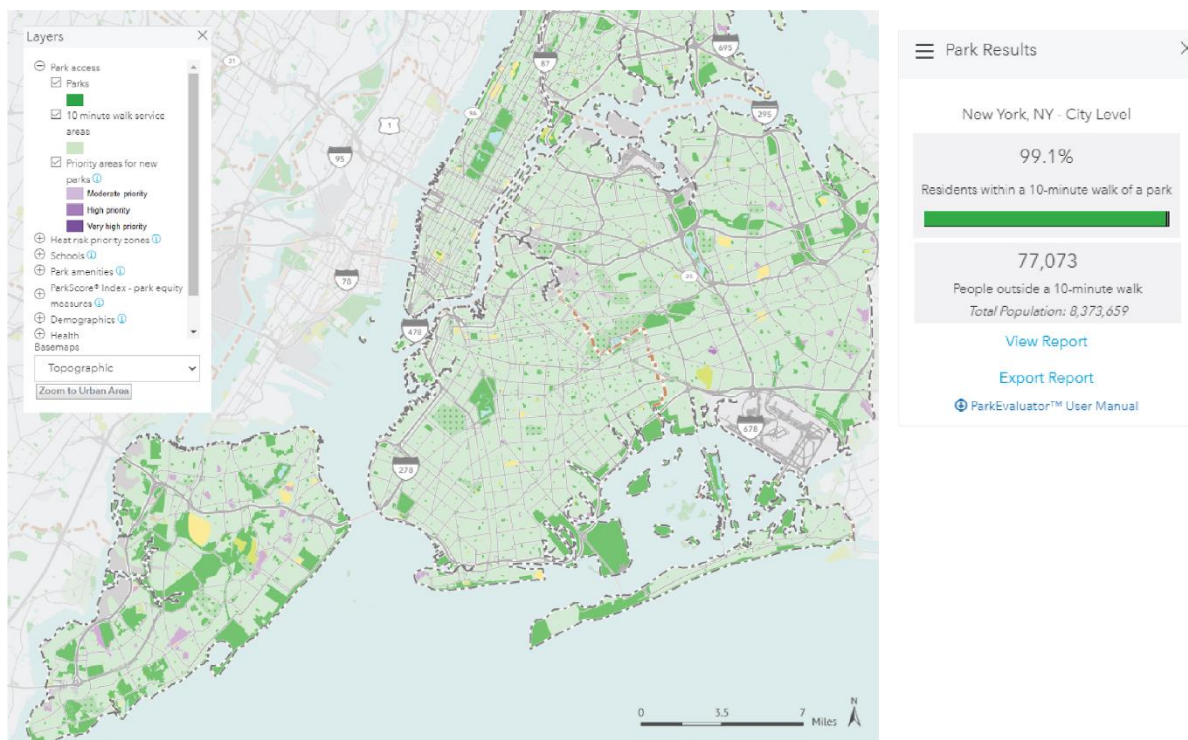 Layers
Park access
Parks
10 minute walk service
areas
Priority areas for new
parks
Moderate priority
High priority
Very high priority
Heat risk priority zones
Schools
Park amenities
ParkScore® Index - park equity
measures
Demographics
Health
Basemaps
Topographic
Zoom to Urban Area
21
1
95
78
9A
87
695
295
25
478
278
678
0 3.5 7
Miles
N
Park Results
New York, NY - City Level
99.1%
Residents within a 10-minute walk of a park
77,073
People outside a 10-minute walk
Total Population: 8,373,659
View Report
Export Report
ParkEvaluator™ User Manual